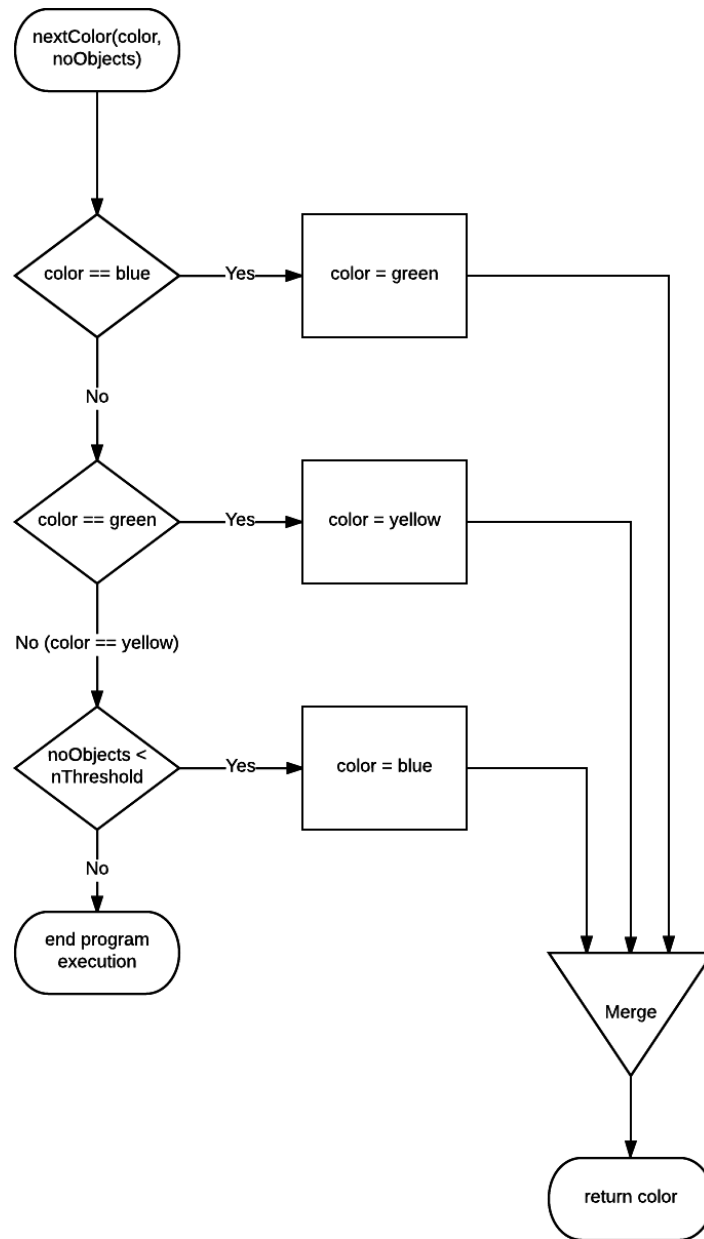 nextColor(color,
noObjects)
color == blue
Yes
color = green
No
color == green
Yes
color = yellow
No (color == yellow)
noObjects <
nThreshold
Yes
color = blue
No
end program
execution
Merge
return color